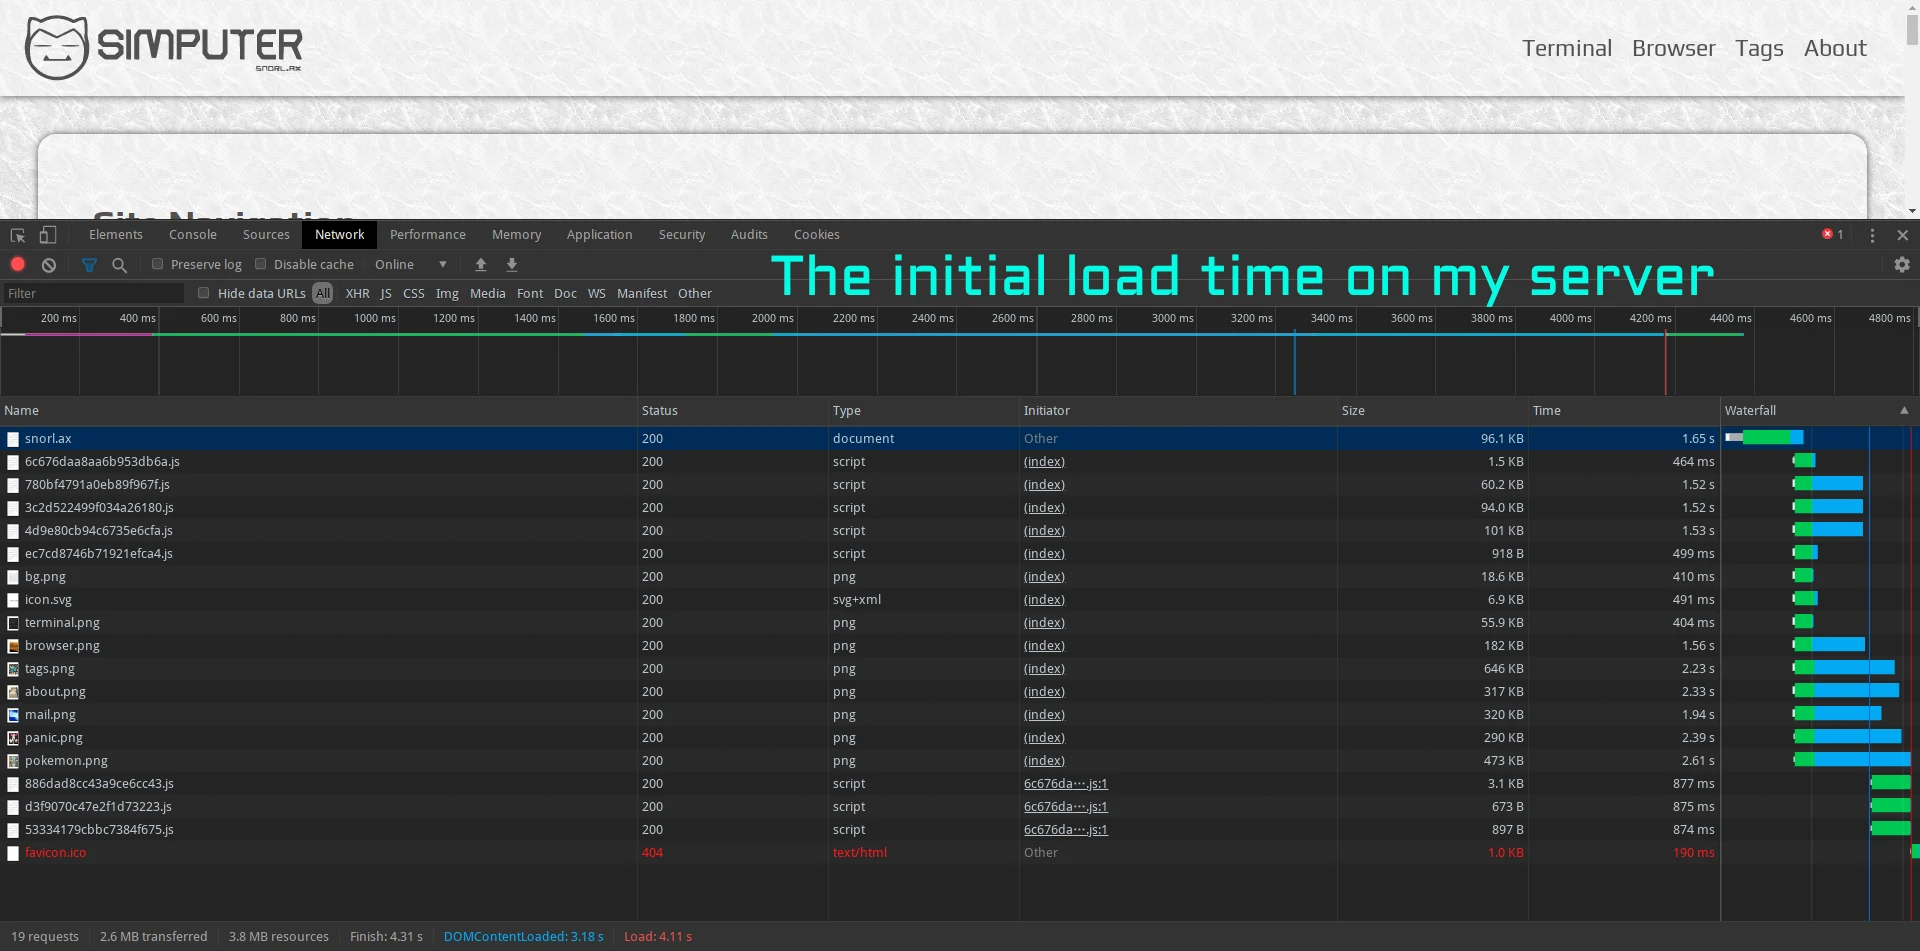 SIMPUTER
SNORL.AX
Terminal Browser Tags About
Site Navigation
Elements Console Sources Network Performance Memory Application Security Audits Cookies 1
Preserve log Disable cache Online
The initial load time on my server
Filter Hide data URLs All XHR JS CSS Img Media Font Doc WS Manifest Other
200 ms 400 ms 600 ms 800 ms 1000 ms 1200 ms 1400 ms 1600 ms 1800 ms 2000 ms 2200 ms 2400 ms 2600 ms 2800 ms 3000 ms 3200 ms 3400 ms 3600 ms 3800 ms 4000 ms 4200 ms 4400 ms 4600 ms 4800 ms
Name Status Type Initiator Size Time Waterfall
snorl.ax 200 document Other 96.1 KB 1.65 s
6c676daa8aa6b953db6a.js 200 script (index) 1.5 KB 464 ms
780bf4791a0eb89f967f.js 200 script (index) 60.2 KB 1.52 s
3c2d522499f034a26180.js 200 script (index) 94.0 KB 1.52 s
4d9e80cb94c6735e6cfa.js 200 script (index) 101 KB 1.53 s
ec7cd8746b71921efca4.js 200 script (index) 918 B 499 ms
bg.png 200 png (index) 18.6 KB 410 ms
icon.svg 200 svg+xml (index) 6.9 KB 491 ms
terminal.png 200 png (index) 55.9 KB 404 ms
browser.png 200 png (index) 182 KB 1.56 s
tags.png 200 png (index) 646 KB 2.23 s
about.png 200 png (index) 317 KB 2.33 s
mail.png 200 png (index) 320 KB 1.94 s
panic.png 200 png (index) 290 KB 2.39 s
pokemon.png 200 png (index) 473 KB 2.61 s
886dad8cc43a9ce6cc43.js 200 script 6c676da⋯.js:1 3.1 KB 877 ms
d3f9070c47e2f1d73223.js 200 script 6c676da⋯.js:1 673 B 875 ms
53334179cbbc7384f675.js 200 script 6c676da⋯.js:1 897 B 874 ms
favicon.ico 404 text/html Other 1.0 KB 190 ms
19 requests 2.6 MB transferred 3.8 MB resources Finish: 4.31 s DOMContentLoaded: 3.18 s Load: 4.11 s